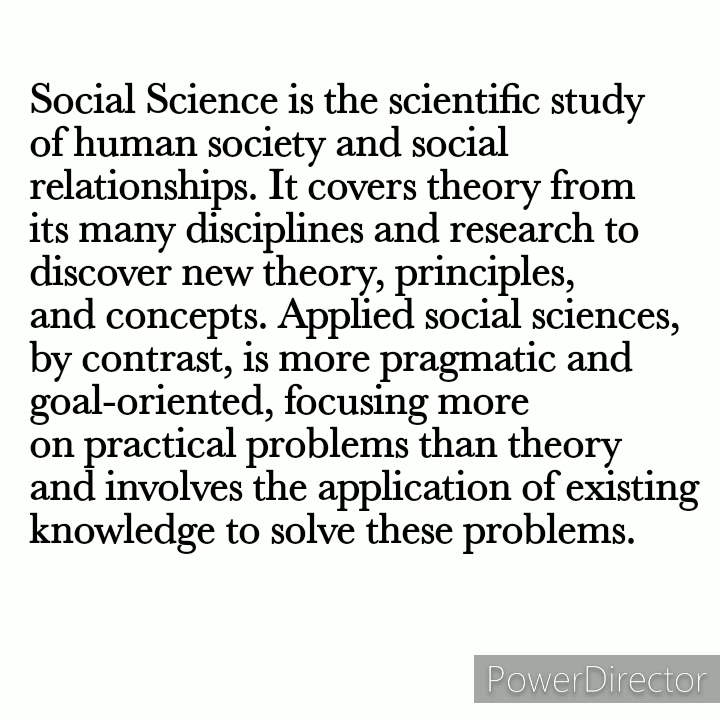 Social Science is the scientific study
of human society and social
relationships. It covers theory from
its many disciplines and research to
discover new theory, principles,
and concepts. Applied social sciences,
by contrast, is more pragmatic and
goal-oriented, focusing more
on practical problems than theory
and involves the application of existing
knowledge to solve these problems.
PowerDirector